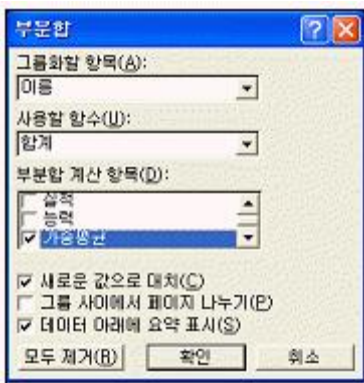 부분합
그룹화할 항목(A):
이름
사용할 함수(U):
합계
부분합 계산 항목(D):
실적
능력
가중평균
새로운 값으로 대치(C)
그룹 사이에서 페이지 나누기(P)
데이터 아래에 요약 표시(S)
모두 제거(R) 확인 취소